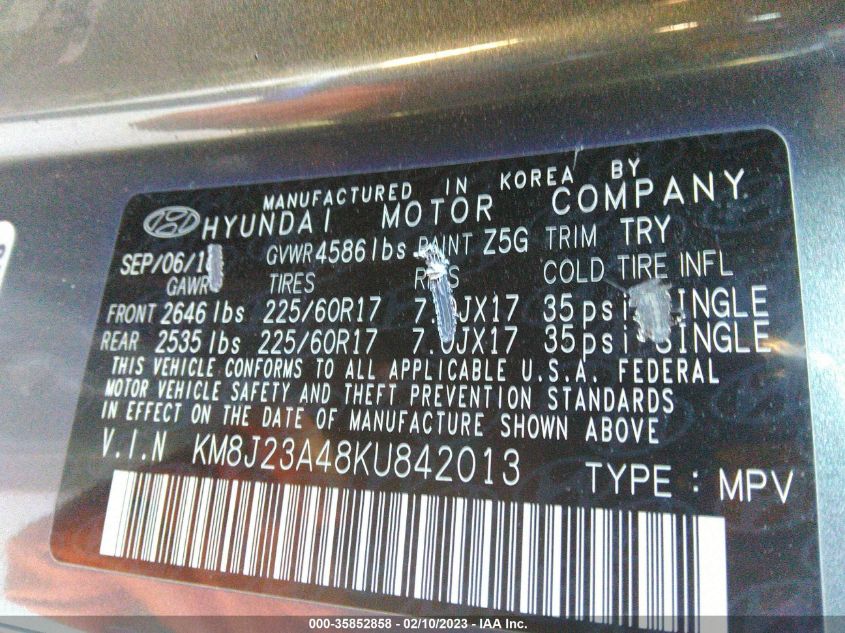 MANUFACTURED IN KOREA BY
HYUNDAI MOTOR COMPANY
SEP/06/1 GVWR 4586 lbs PAINT Z5G TRIM TRY
GAWR TIRES COLD TIRE INFL
FRONT 2646 lbs 225/60R17 7. JX17 35 psi SINGLE
REAR 2535 lbs 225/60R17 7.0JX17 35 psi SINGLE
THIS VEHICLE CONFORMS TO ALL APPLICABLE U.S.A. FEDERAL
MOTOR VEHICLE SAFETY AND THEFT PREVENTION STANDARDS
IN EFFECT ON THE DATE OF MANUFACTURE SHOWN ABOVE
V.I.N KM8J23A48KU842013 TYPE : MPV
000-35852858 - 02/10/2023 - IAA Inc.